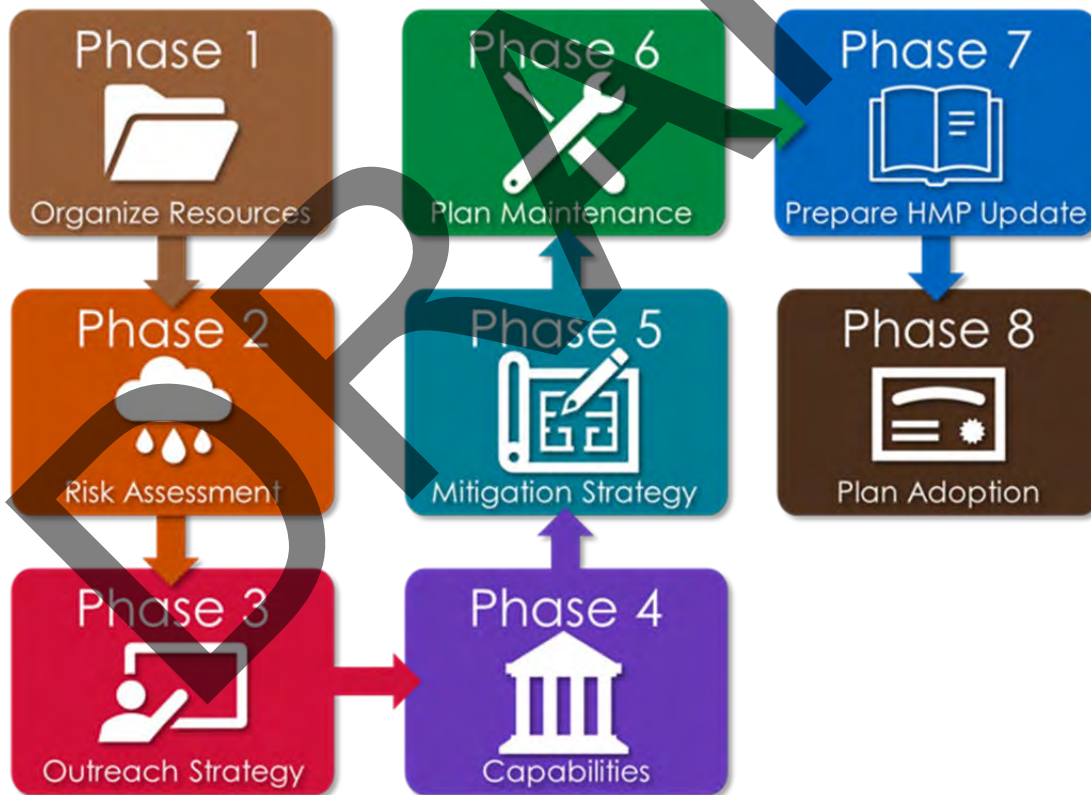 Phase 1
Organize Resources
Phase 2
Risk Assessment
Phase 3
Outreach Strategy
Phase 4
Capabilities
Phase 5
Mitigation Strategy
Phase 6
Plan Maintenance
Phase 7
Prepare HMP Update
Phase 8
Plan Adoption